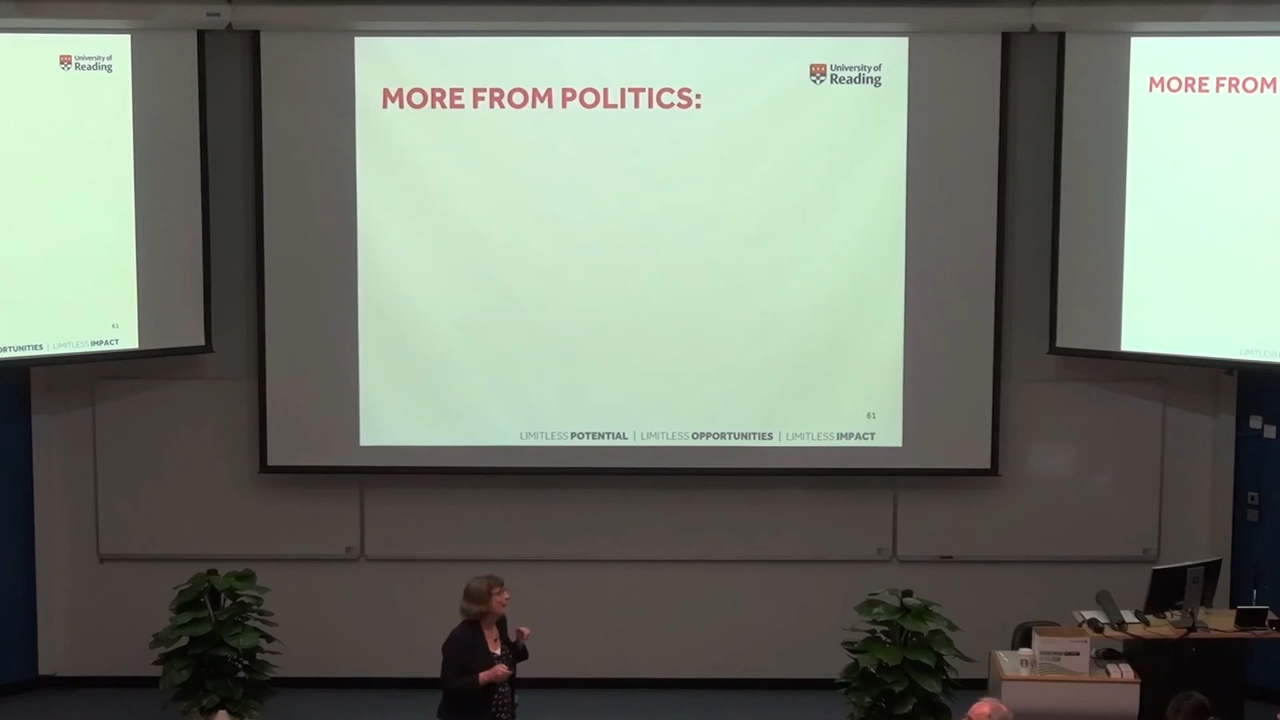 University of
Reading
61
ORTUNITIES | LIMITLESS IMPACT
MORE FROM POLITICS:
University of
Reading
61
LIMITLESS POTENTIAL | LIMITLESS OPPORTUNITIES | LIMITLESS IMPACT
MORE FROM
LIMITLESS